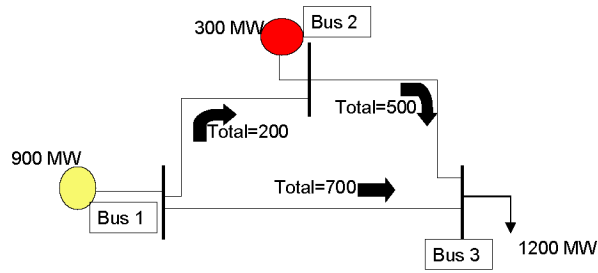 300 MW
Bus 2
Total=200
Total=500
900 MW
Total=700
Bus 1
Bus 3
1200 MW